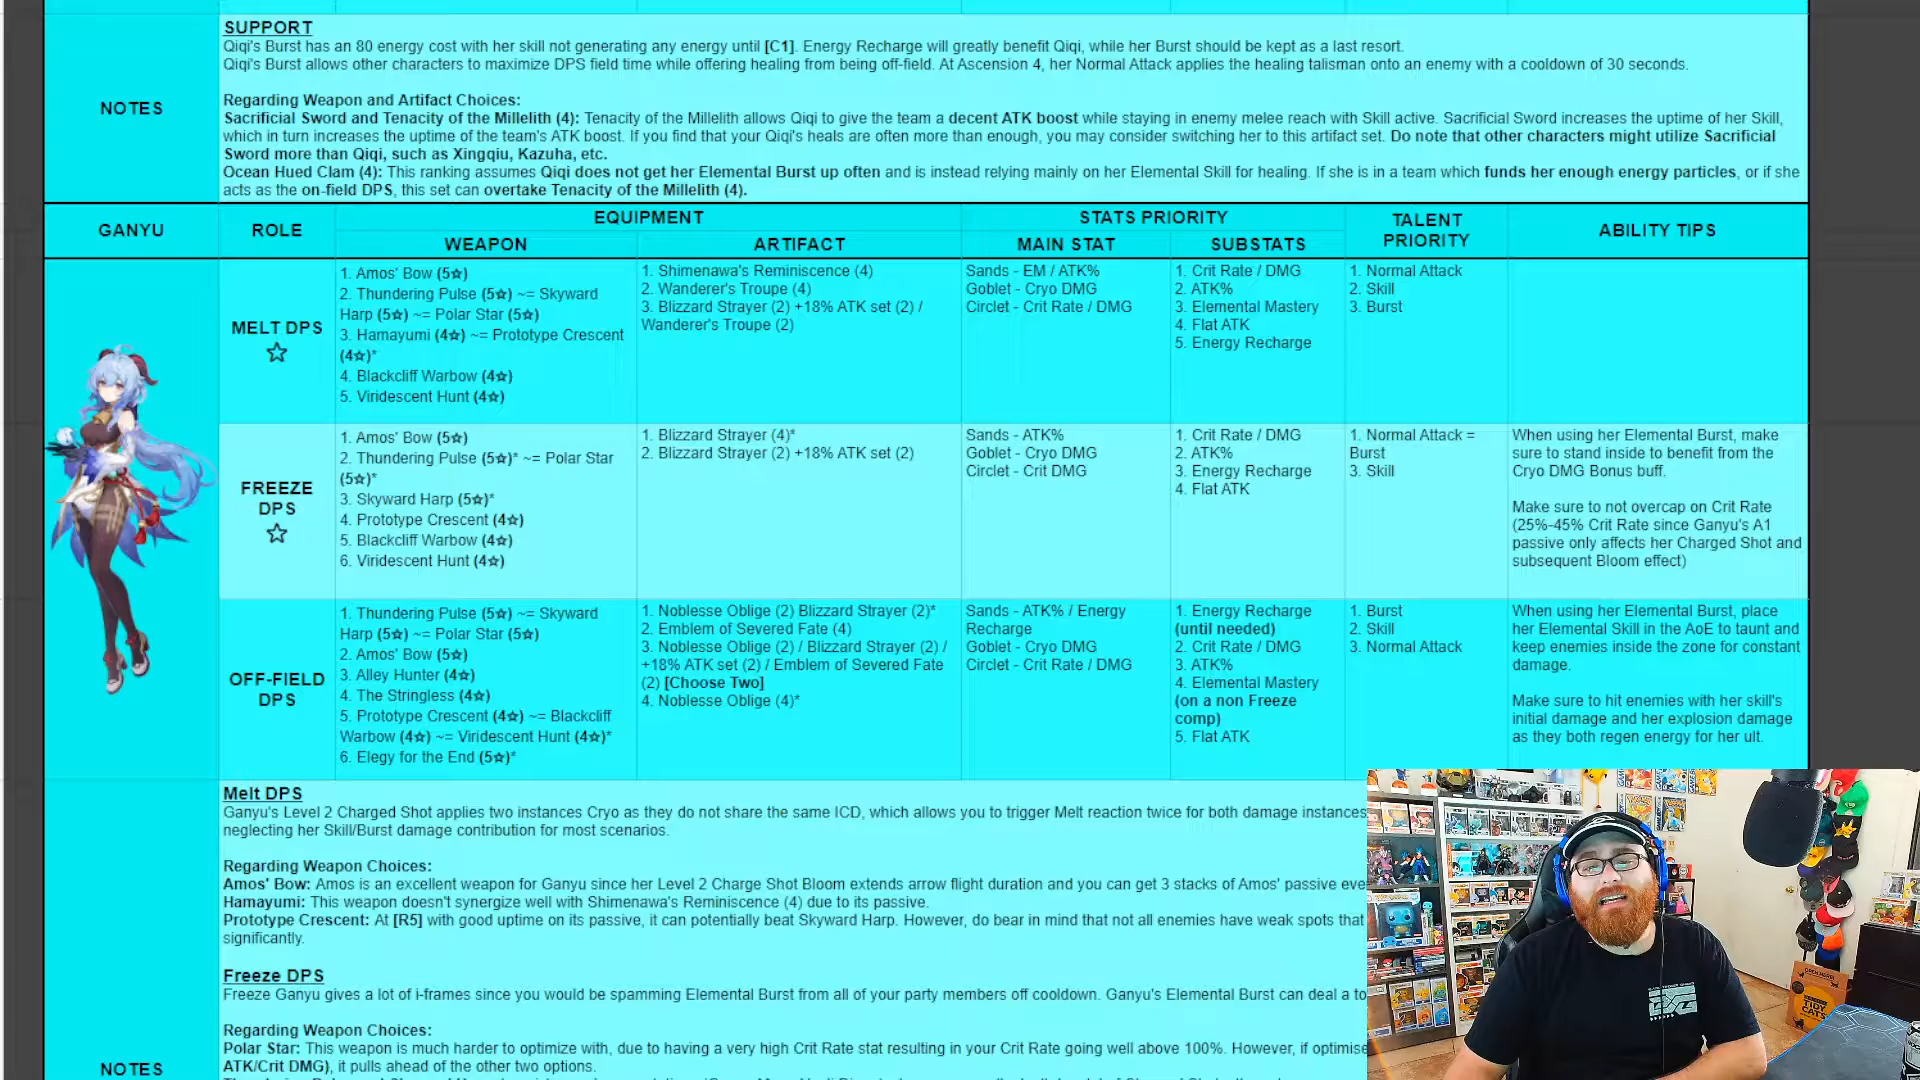 SUPPORT
Qiqi's Burst has an 80 energy cost with her skill not generating any energy until [C1]. Energy Recharge will greatly benefit Qiqi, while her Burst should be kept as a last resort.
Qiqi's Burst allows other characters to maximize DPS field time while offering healing from being off-field. At Ascension 4, her Normal Attack applies the healing talisman onto an enemy with a cooldown of 30 seconds.
NOTES
Regarding Weapon and Artifact Choices:
Sacrificial Sword and Tenacity of the Millelith (4): Tenacity of the Millelith allows Qiqi to give the team a decent ATK boost while staying in enemy melee reach with Skill active. Sacrificial Sword increases the uptime of her Skill,
which in turn increases the uptime of the team's ATK boost. If you find that your Qiqi's heals are often more than enough, you may consider switching her to this artifact set. Do note that other characters might utilize Sacrificial
Sword more than Qiqi, such as Xingqiu, Kazuha, etc.
Ocean Hued Clam (4): This ranking assumes Qiqi does not get her Elemental Burst up often and is instead relying mainly on her Elemental Skill for healing. If she is in a team which funds her enough energy particles, or if she
acts as the on-field DPS, this set can overtake Tenacity of the Millelith (4).
GANYU
ROLE
EQUIPMENT
WEAPON
ARTIFACT
STATS PRIORITY
MAIN STAT
SUBSTATS
TALENT
PRIORITY
ABILITY TIPS
MELT DPS
☆
1. Amos' Bow (5☆)
2. Thundering Pulse (5☆) ~= Skyward
Harp (5☆) ~= Polar Star (5☆)
3. Hamayumi (4☆) ~= Prototype Crescent
(4☆)*
4. Blackcliff Warbow (4☆)
5. Viridescent Hunt (4☆)
1. Shimenawa's Reminiscence (4)
2. Wanderer's Troupe (4)
3. Blizzard Strayer (2) +18% ATK set (2) /
Wanderer's Troupe (2)
Sands - EM / ATK%
Goblet - Cryo DMG
Circlet - Crit Rate / DMG
1. Crit Rate / DMG
2. ATK%
3. Elemental Mastery
4. Flat ATK
5. Energy Recharge
1. Normal Attack
2. Skill
3. Burst
FREEZE
DPS
☆
1. Amos' Bow (5☆)
2. Thundering Pulse (5☆)* ~= Polar Star
(5☆)*
3. Skyward Harp (5☆)*
4. Prototype Crescent (4☆)
5. Blackcliff Warbow (4☆)
6. Viridescent Hunt (4☆)
1. Blizzard Strayer (4)*
2. Blizzard Strayer (2) +18% ATK set (2)
Sands - ATK%
Goblet - Cryo DMG
Circlet - Crit DMG
1. Crit Rate / DMG
2. ATK%
3. Energy Recharge
4. Flat ATK
1. Normal Attack =
Burst
3. Skill
When using her Elemental Burst, make
sure to stand inside to benefit from the
Cryo DMG Bonus buff.
Make sure to not overcap on Crit Rate
(25%-45% Crit Rate since Ganyu's A1
passive only affects her Charged Shot and
subsequent Bloom effect)
OFF-FIELD
DPS
1. Thundering Pulse (5☆) ~= Skyward
Harp (5☆) ~= Polar Star (5☆)
2. Amos' Bow (5☆)
3. Alley Hunter (4☆)
4. The Stringless (4☆)
5. Prototype Crescent (4☆) ~= Blackcliff
Warbow (4☆) ~= Viridescent Hunt (4☆)*
6. Elegy for the End (5☆)*
1. Noblesse Oblige (2) Blizzard Strayer (2)*
2. Emblem of Severed Fate (4)
3. Noblesse Oblige (2) / Blizzard Strayer (2) /
+18% ATK set (2) / Emblem of Severed Fate
(2) [Choose Two]
4. Noblesse Oblige (4)*
Sands - ATK% / Energy
Recharge
Goblet - Cryo DMG
Circlet - Crit Rate / DMG
1. Energy Recharge
(until needed)
2. Crit Rate / DMG
3. ATK%
4. Elemental Mastery
(on a non Freeze
comp)
5. Flat ATK
1. Burst
2. Skill
3. Normal Attack
When using her Elemental Burst, place
her Elemental Skill in the AoE to taunt and
keep enemies inside the zone for constant
damage.
Make sure to hit enemies with her skill's
initial damage and her explosion damage
as they both regen energy for her ult.
Melt DPS
Ganyu's Level 2 Charged Shot applies two instances Cryo as they do not share the same ICD, which allows you to trigger Melt reaction twice for both damage instances
neglecting her Skill/Burst damage contribution for most scenarios.
Regarding Weapon Choices:
Amos' Bow: Amos is an excellent weapon for Ganyu since her Level 2 Charge Shot Bloom extends arrow flight duration and you can get 3 stacks of Amos' passive eve
Hamayumi: This weapon doesn't synergize well with Shimenawa's Reminiscence (4) due to its passive.
Prototype Crescent: At [R5] with good uptime on its passive, it can potentially beat Skyward Harp. However, do bear in mind that not all enemies have weak spots that
significantly.
Freeze DPS
Freeze Ganyu gives a lot of i-frames since you would be spamming Elemental Burst from all of your party members off cooldown. Ganyu's Elemental Burst can deal a to
Regarding Weapon Choices:
Polar Star: This weapon is much harder to optimize with, due to having a very high Crit Rate stat resulting in your Crit Rate going well above 100%. However, if optimise
ATK/Crit DMG), it pulls ahead of the other two options.
NOTES
TIDY
CATS